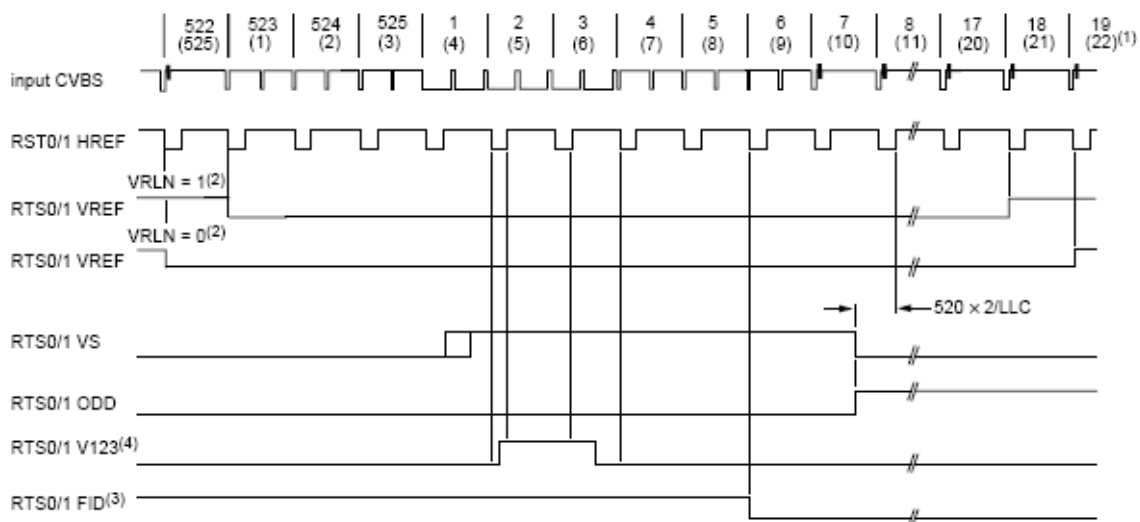 522 523 524 525 1 2 3 4 5 6 7 8 17 18 19
(525) (1) (2) (3) (4) (5) (6) (7) (8) (9) (10) (11) (20) (21) (22)(1)
input CVBS
RST0/1 HREF
VRLN = 1(2)
RTS0/1 VREF
VRLN = 0(2)
RTS0/1 VREF
520 × 2/LLC
RTS0/1 VS
RTS0/1 ODD
RTS0/1 V123(4)
RTS0/1 FID(3)